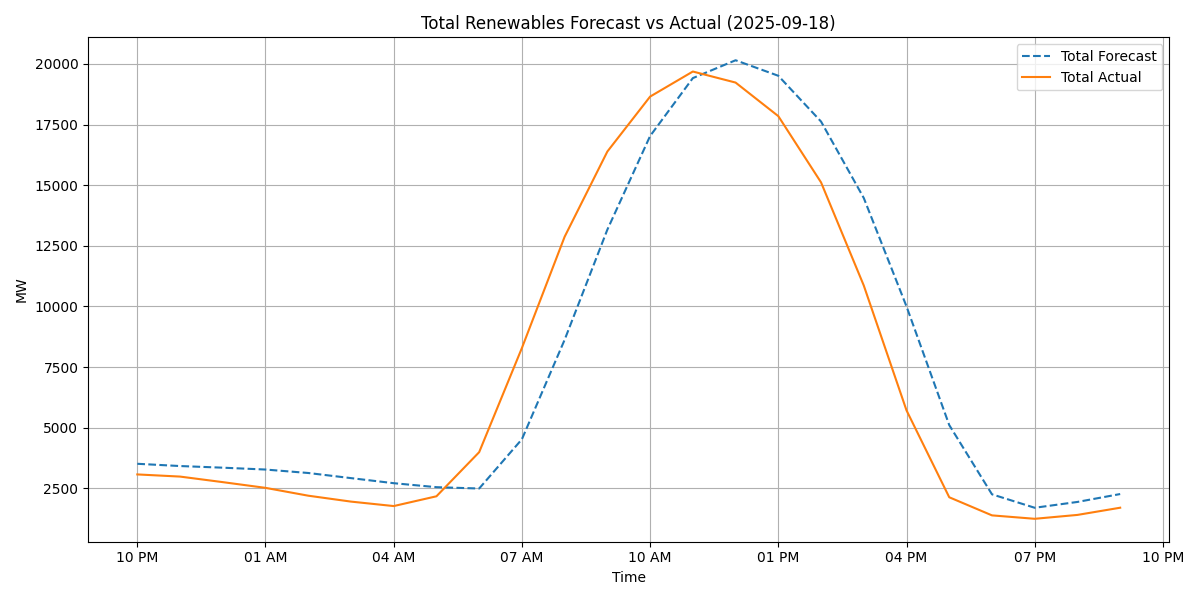 Total Renewables Forecast vs Actual (2025-09-18)
Total Forecast
Total Actual
MW
20000
17500
15000
12500
10000
7500
5000
2500
10 PM
01 AM
04 AM
07 AM
10 AM
01 PM
04 PM
07 PM
10 PM
Time